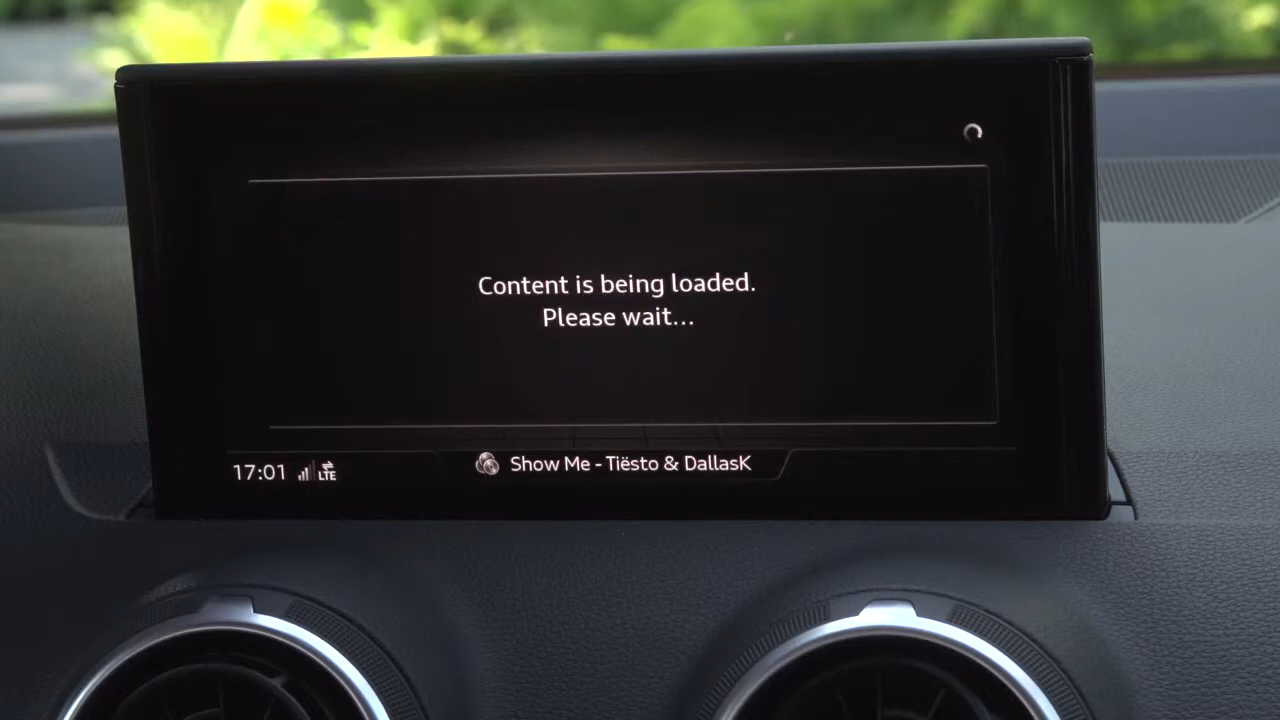 Content is being loaded.
Please wait...
17:01 LTE
Show Me - Tiësto & DallasK